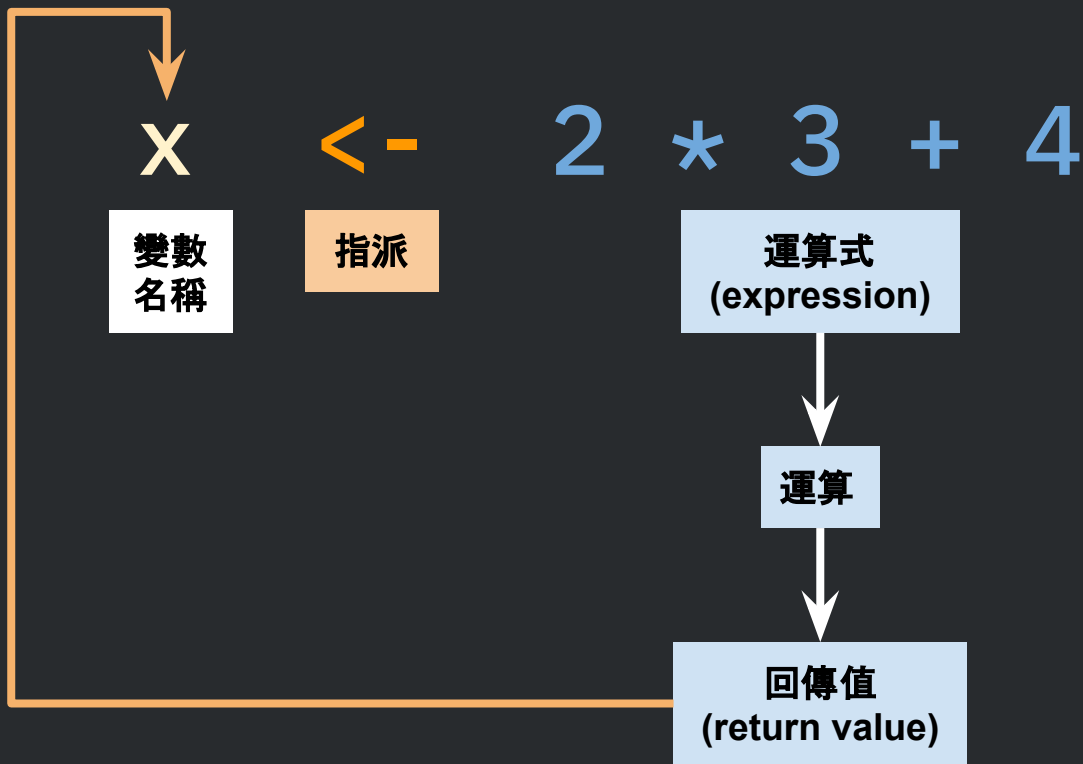 x <- 2 * 3 + 4
變數
名稱
指派
運算式
(expression)
運算
回傳值
(return value)